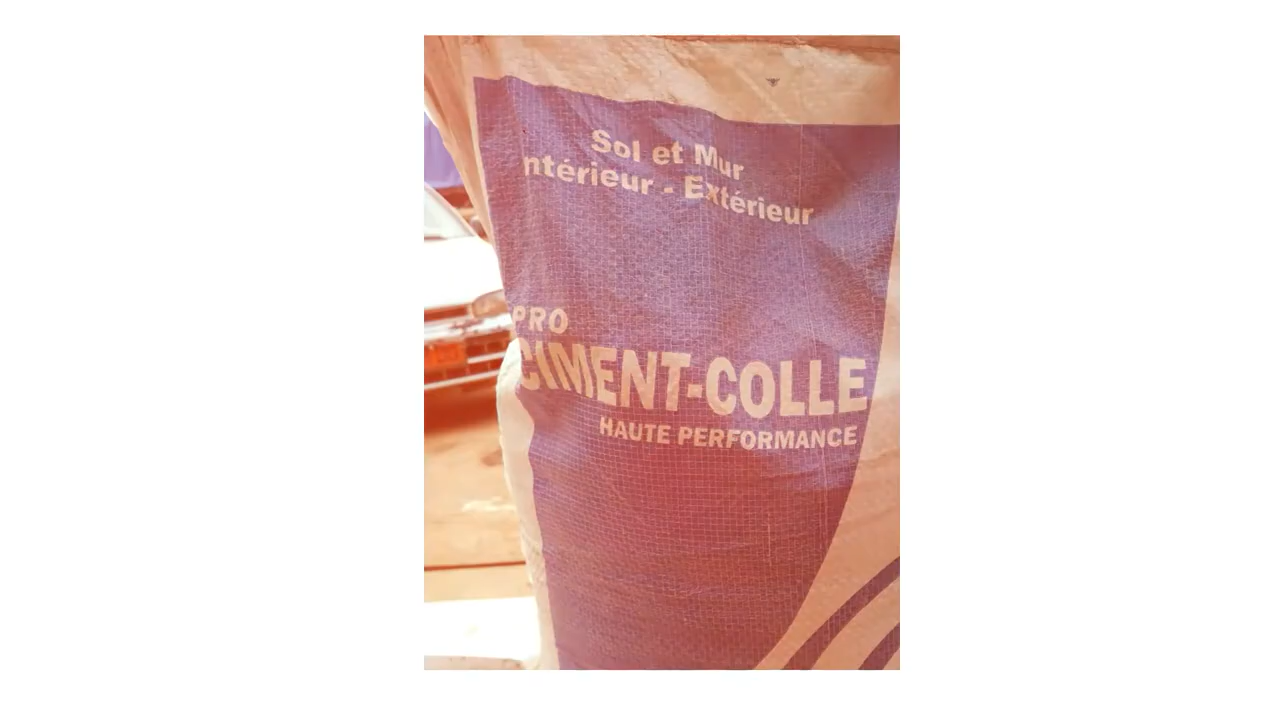 Sol et Mur
ntérieur - Extérieur
PRO
CIMENT-COLLE
HAUTE PERFORMANCE